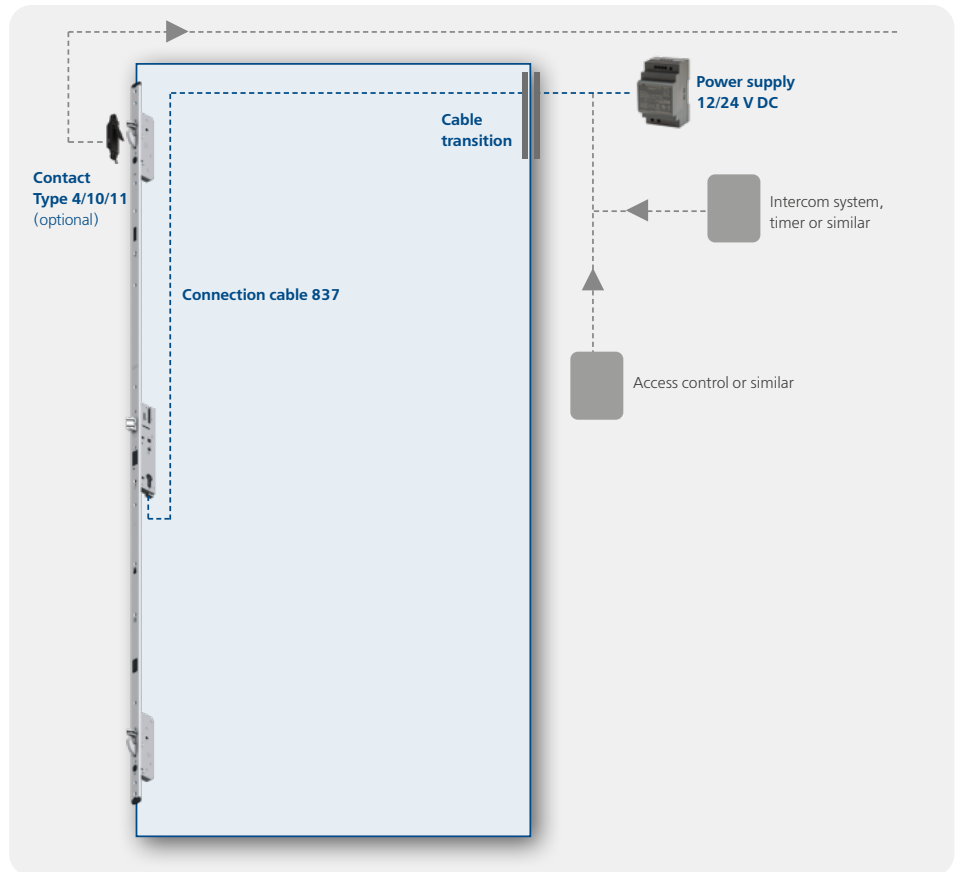 Power supply
12/24 V DC
Cable
transition
Contact
Type 4/10/11
(optional)
Intercom system,
timer or similar
Connection cable 837
Access control or similar